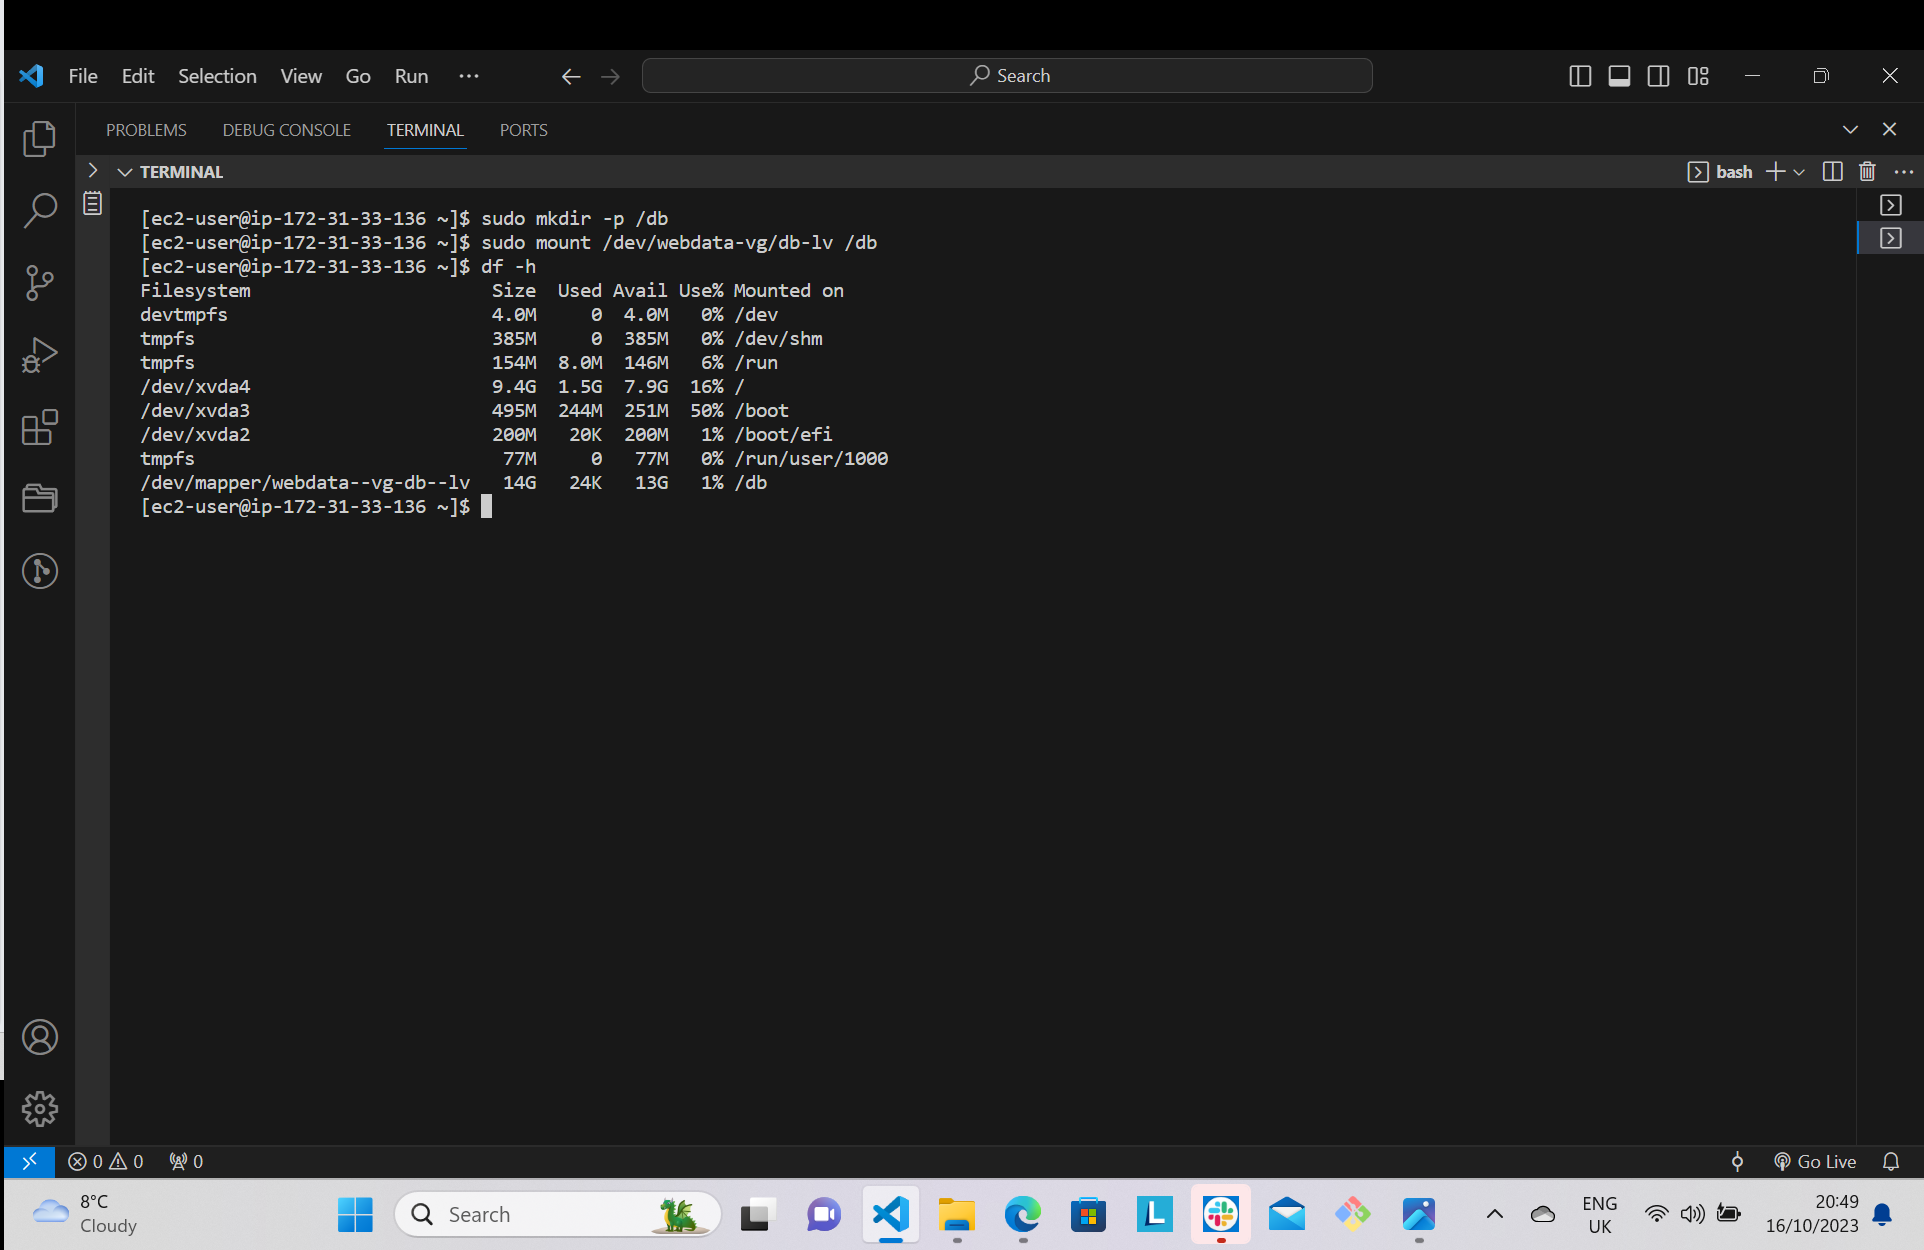 File Edit Selection View Go Run ··· Search
PROBLEMS DEBUG CONSOLE TERMINAL PORTS
TERMINAL bash
[ec2-user@ip-172-31-33-136 ~]$ sudo mkdir -p /db
[ec2-user@ip-172-31-33-136 ~]$ sudo mount /dev/webdata-vg/db-lv /db
[ec2-user@ip-172-31-33-136 ~]$ df -h
Filesystem                      Size  Used Avail Use% Mounted on
devtmpfs                        4.0M     0  4.0M   0% /dev
tmpfs                           385M     0  385M   0% /dev/shm
tmpfs                           154M  8.0M  146M   6% /run
/dev/xvda4                      9.4G  1.5G  7.9G  16% /
/dev/xvda3                      495M  244M  251M  50% /boot
/dev/xvda2                      200M   20K  200M   1% /boot/efi
tmpfs                            77M     0   77M   0% /run/user/1000
/dev/mapper/webdata--vg-db--lv   14G   24K   13G   1% /db
[ec2-user@ip-172-31-33-136 ~]$
0 0 0 Go Live
8°C
Cloudy
Search
L
ENG
UK
20:49
16/10/2023